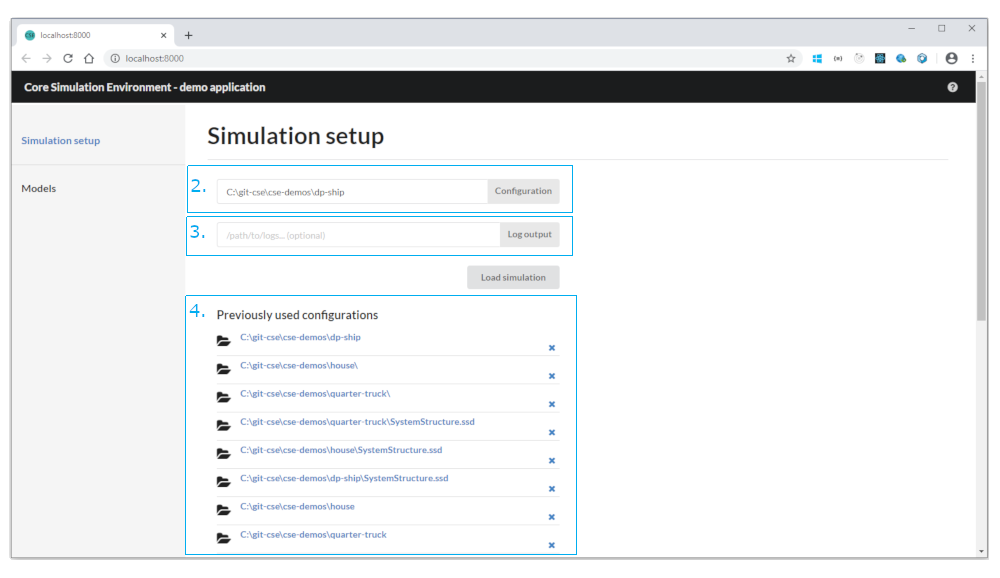 localhost:8000
localhost:8000
Core Simulation Environment - demo application
Simulation setup
Models
Simulation setup
2.
C:\git-cse\cse-demos\dp-ship
Configuration
3.
/path/to/logs... (optional)
Log output
Load simulation
4.
Previously used configurations
C:\git-cse\cse-demos\dp-ship
C:\git-cse\cse-demos\house\
C:\git-cse\cse-demos\quarter-truck\
C:\git-cse\cse-demos\quarter-truck\SystemStructure.ssd
C:\git-cse\cse-demos\house\SystemStructure.ssd
C:\git-cse\cse-demos\dp-ship\SystemStructure.ssd
C:\git-cse\cse-demos\house
C:\git-cse\cse-demos\quarter-truck